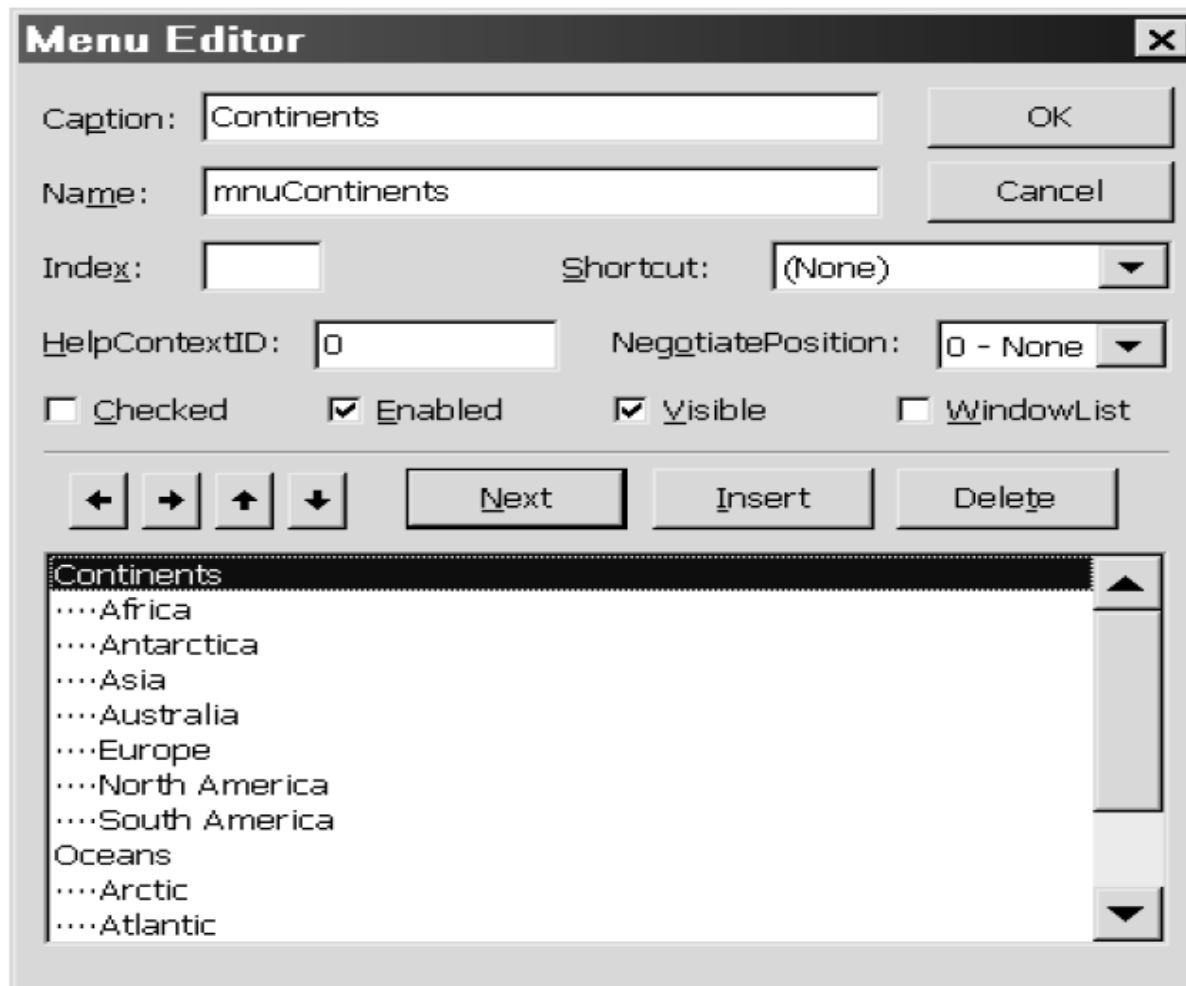 Menu Editor
Caption: Continents OK
Name: mnuContinents Cancel
Index: Shortcut: (None)
HelpContextID: 0 NegotiatePosition: 0 - None
Checked Enabled Visible WindowList
Next Insert Delete
Continents
····Africa
····Antarctica
····Asia
····Australia
····Europe
····North America
····South America
Oceans
····Arctic
····Atlantic